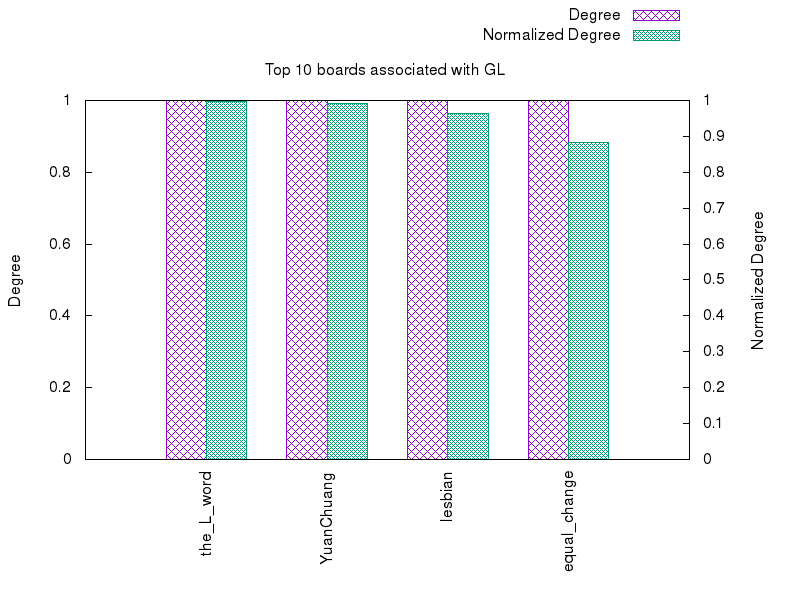 Degree
Normalized Degree
Top 10 boards associated with GL
1
0.8
0.6
0.4
0.2
0
Degree
1
0.9
0.8
0.7
0.6
0.5
0.4
0.3
0.2
0.1
0
Normalized Degree
the_L_word
YuanChuang
lesbian
equal_change